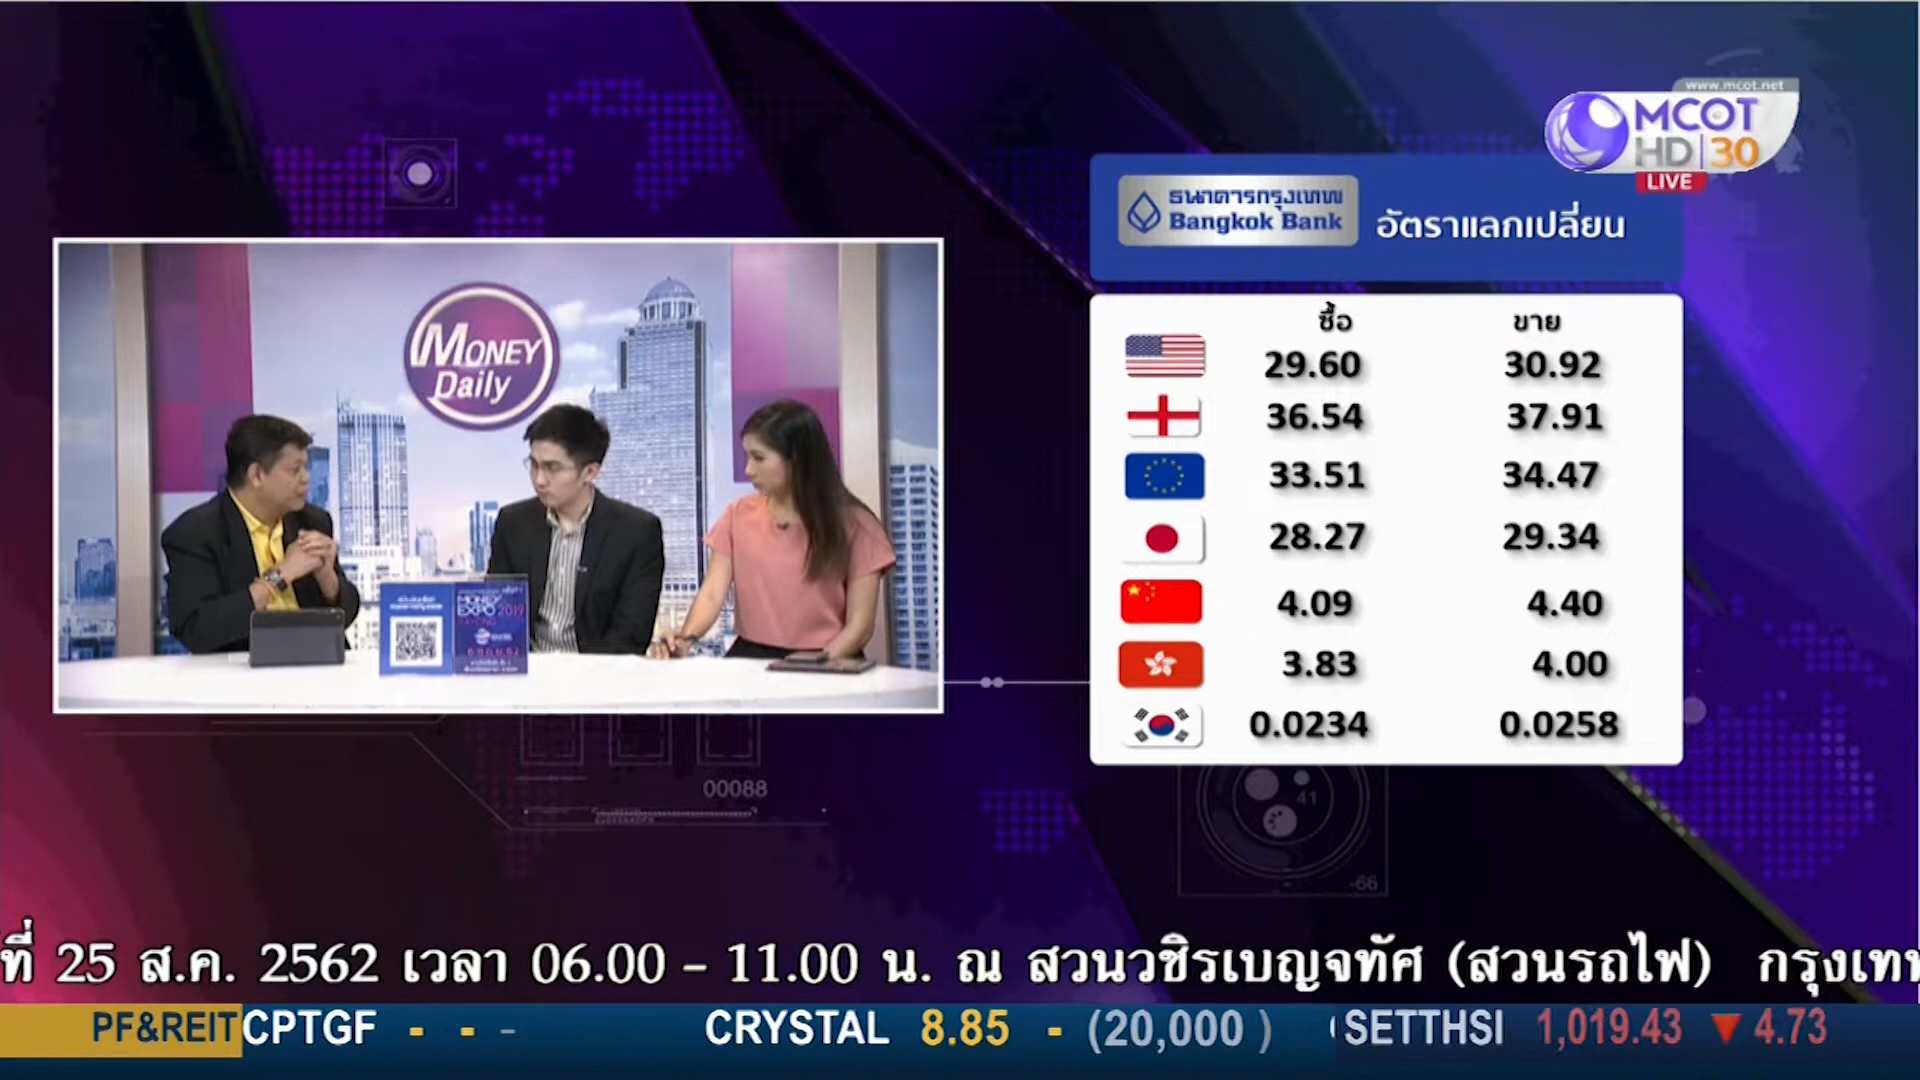 www.mcot.net
MCOT
HD 30
LIVE
ธนาคารกรุงเทพ
Bangkok Bank
อัตราแลกเปลี่ยน
ซื้อ ขาย
29.60 30.92
36.54 37.91
33.51 34.47
28.27 29.34
4.09 4.40
3.83 4.00
0.0234 0.0258
MONEY
Daily
MONEY
EXPO 2019
00088
41
-66
ที่ 25 ส.ค. 2562 เวลา 06.00 – 11.00 น. ณ สวนวชิรเบญจทัศ (สวนรถไฟ) กรุงเทพ
PF&REIT CPTGF - - - CRYSTAL 8.85 - (20,000 ) SETTHSI 1,019.43 ▼ 4.73